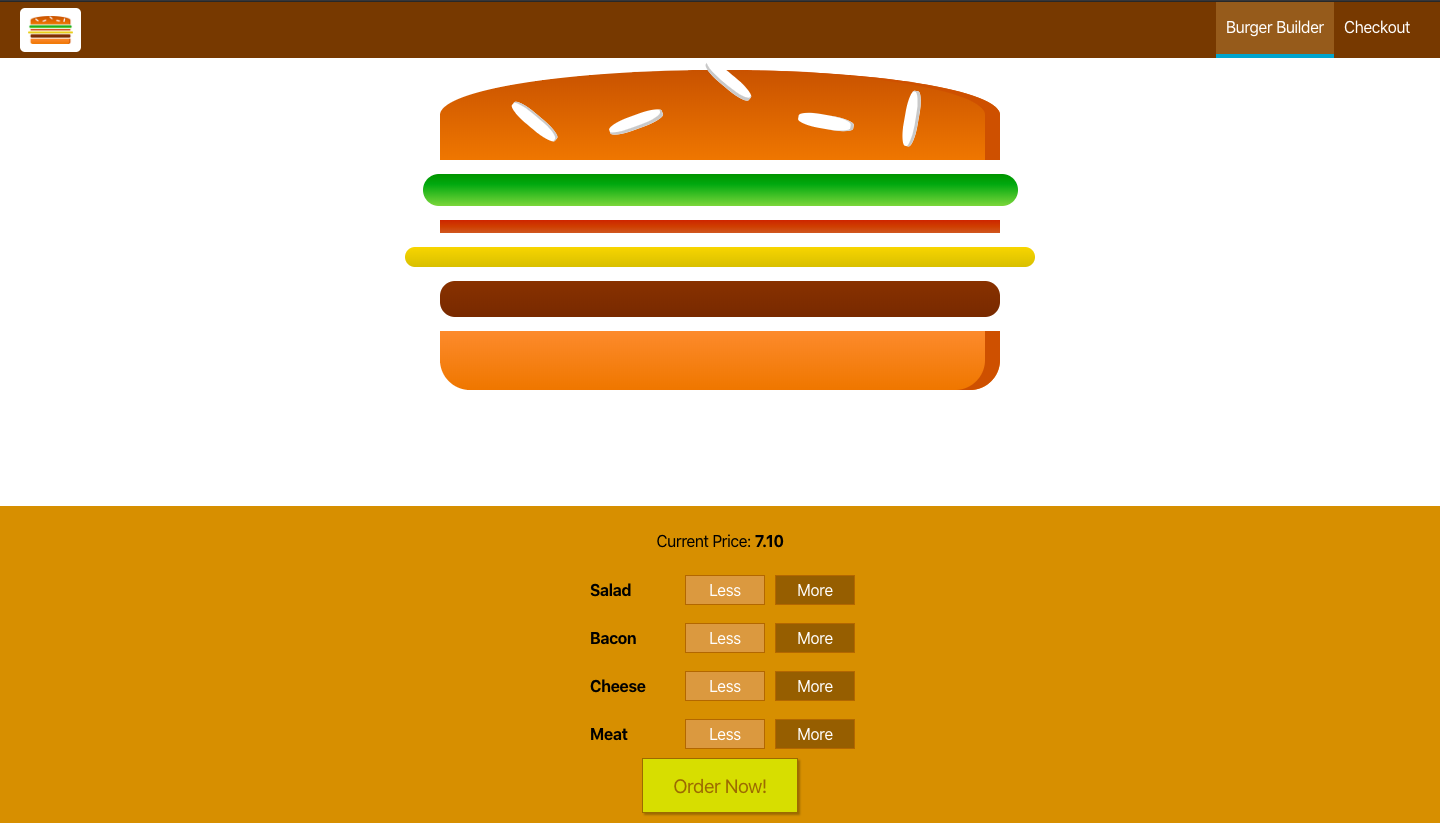 Burger Builder Checkout
Current Price: 7.10
Salad Less More
Bacon Less More
Cheese Less More
Meat Less More
Order Now!